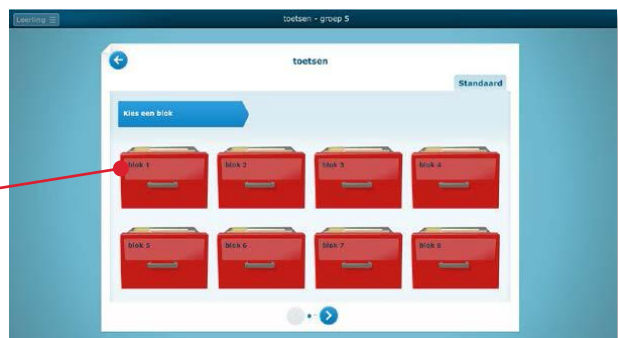 Leerling
toetsen - groep 5
toetsen
Standaard
Kies een blok
blok 1
blok 2
blok 3
blok 4
blok 5
blok 6
blok 7
blok 8